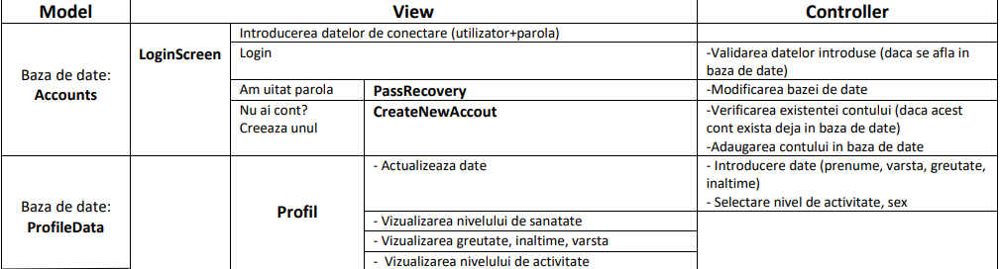 Model View Controller
Introducerea datelor de conectare (utilizator+parola)
Baza de date:
Accounts
LoginScreen
Login
-Validarea datelor introduse (daca se afla in
baza de date)
Am uitat parola
PassRecovery
-Modificarea bazei de date
Nu ai cont?
Creeaza unul
CreateNewAccout
-Verificarea existentei contului (daca acest
cont exista deja in baza de date)
-Adaugarea contului in baza de date
Baza de date:
ProfileData
Profil
- Actualizeaza date
- Introducere date (prenume, varsta, greutate,
inaltime)
- Selectare nivel de activitate, sex
- Vizualizarea nivelului de sanatate
- Vizualizarea greutate, inaltime, varsta
- Vizualizarea nivelului de activitate